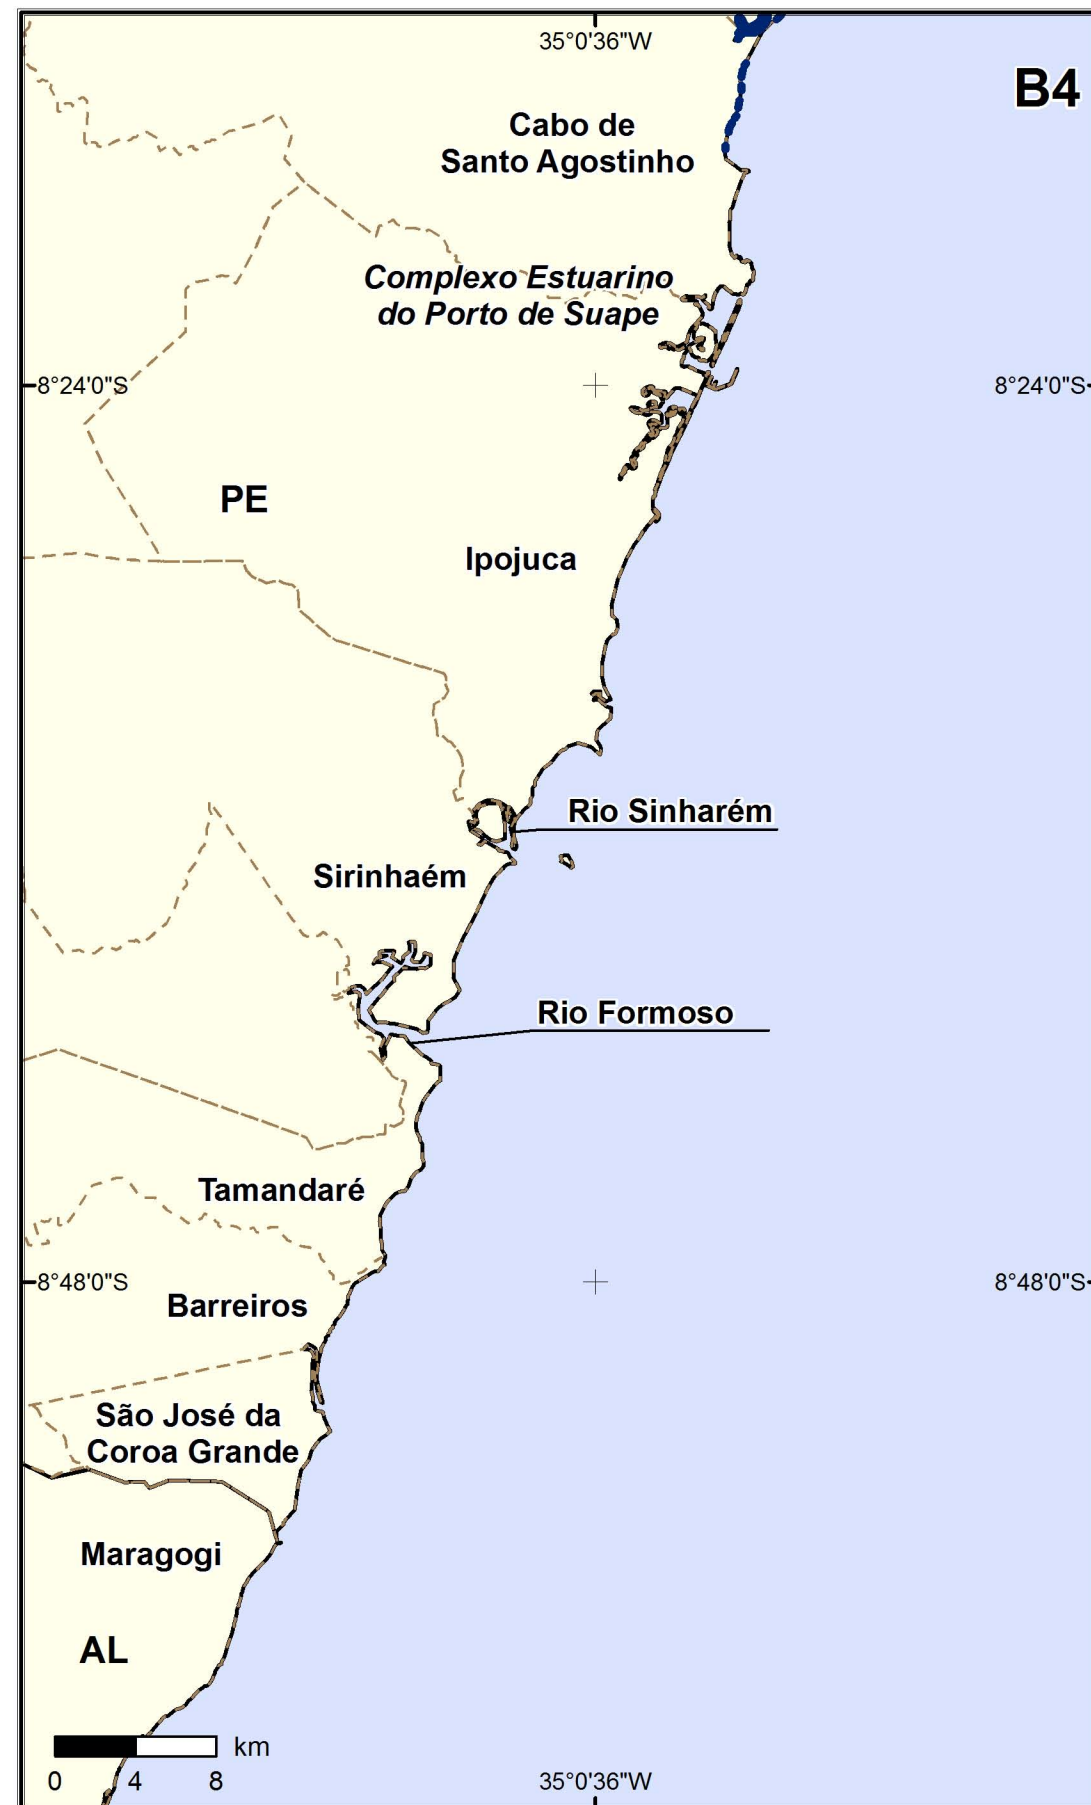 35°0'36"W
B4
Cabo de
Santo Agostinho
Complexo Estuarino
do Porto de Suape
8°24'0"S
8°24'0"S
PE
Ipojuca
Rio Sinharém
Sirinhaém
Rio Formoso
Tamandaré
8°48'0"S
8°48'0"S
Barreiros
São José da
Coroa Grande
Maragogi
AL
km
0 4 8
35°0'36"W